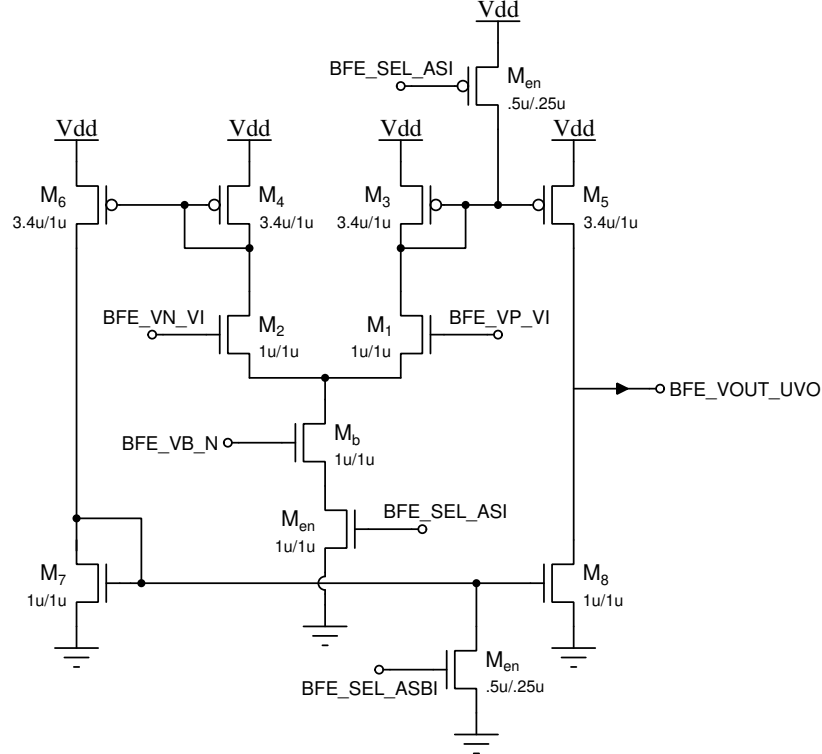 Vdd
BFE_SEL_ASI
Men
.5u/.25u
Vdd
Vdd
Vdd
Vdd
M6
3.4u/1u
M4
3.4u/1u
M3
3.4u/1u
M5
3.4u/1u
BFE_VN_VI
M2
1u/1u
M1
1u/1u
BFE_VP_VI
BFE_VOUT_UVO
BFE_VB_N
Mb
1u/1u
Men
1u/1u
BFE_SEL_ASI
M7
1u/1u
M8
1u/1u
Men
.5u/.25u
BFE_SEL_ASBI